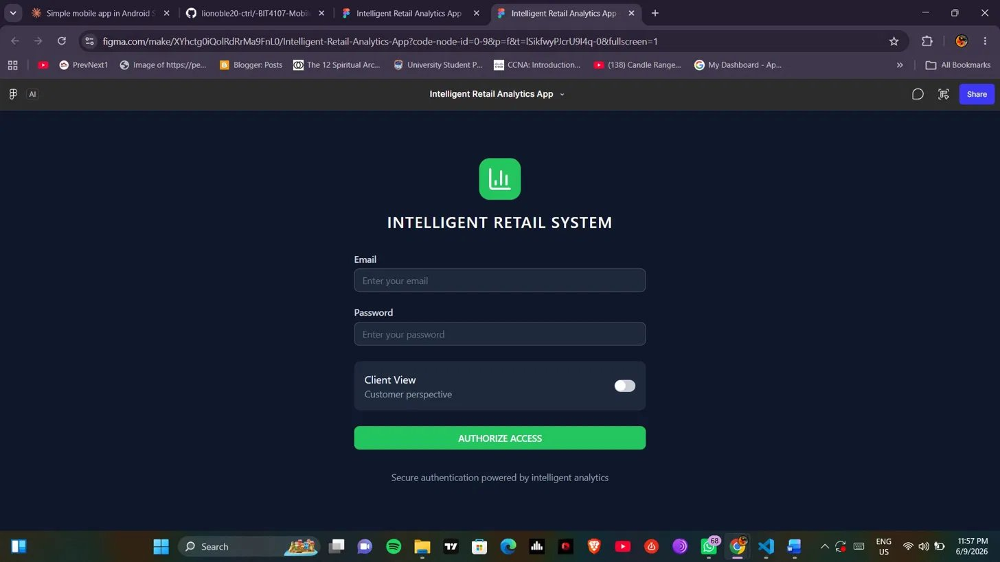 Simple mobile app in Android S
lionoble20-ctrl/-BIT4107-Mobil
Intelligent Retail Analytics App
Intelligent Retail Analytics App
figma.com/make/XYhctg0iQolRdRrMa9FnL0/Intelligent-Retail-Analytics-App?code-node-id=0-9&p=f&t=lSikfwyPJcrU9I4q-0&fullscreen=1
PrevNext1
Image of https://pe...
Blogger: Posts
The 12 Spiritual Arc...
University Student P...
CCNA: Introduction...
(138) Candle Range...
My Dashboard - Ap...
All Bookmarks
AI
Intelligent Retail Analytics App
Share
INTELLIGENT RETAIL SYSTEM
Email
Enter your email
Password
Enter your password
Client View
Customer perspective
AUTHORIZE ACCESS
Secure authentication powered by intelligent analytics
Search
68
ENG
US
11:57 PM
6/9/2026